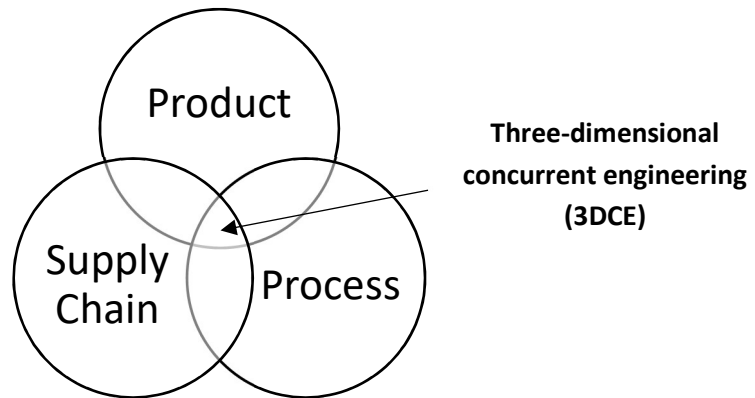 Product
Supply
Chain
Process
Three-dimensional
concurrent engineering
(3DCE)